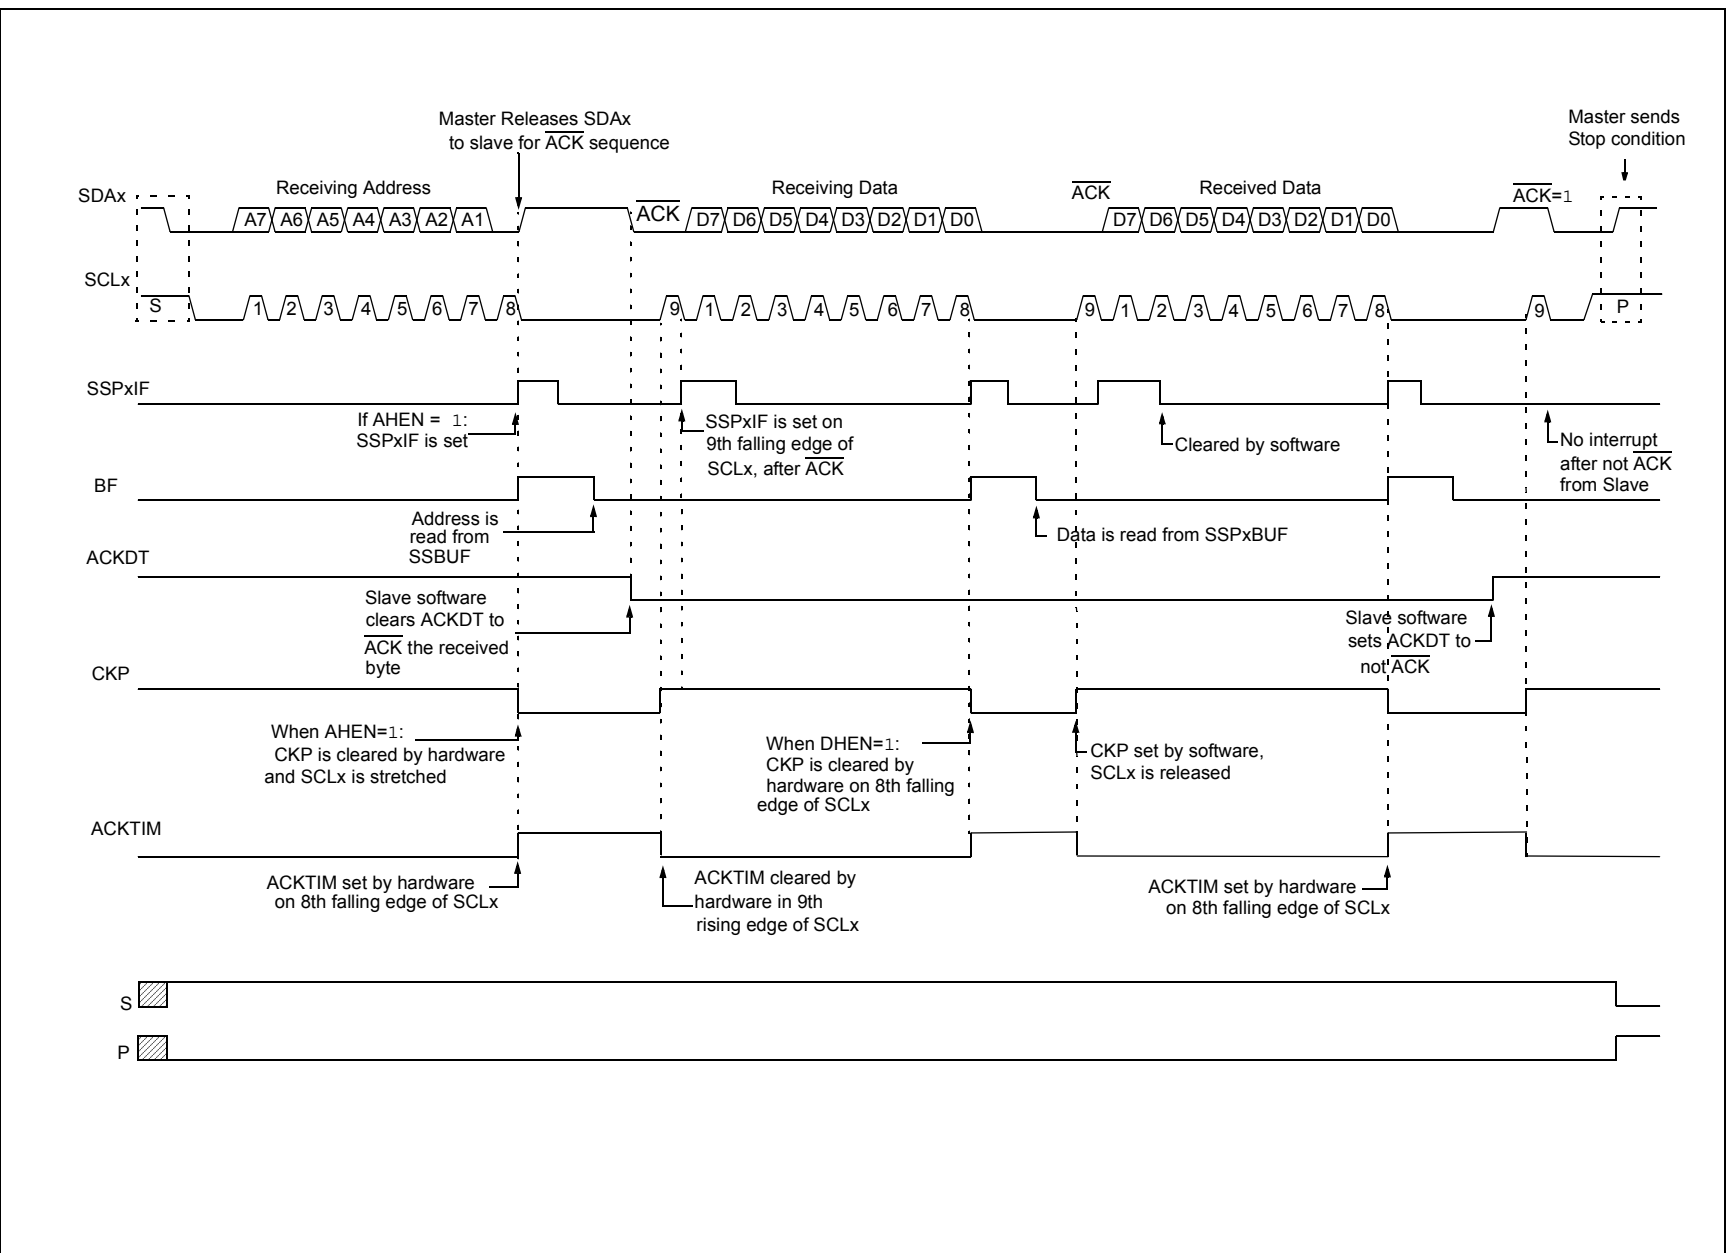 Master Releases SDAx
to slave for ACK sequence
Master sends
Stop condition
SDAx
Receiving Address
ACK
Receiving Data
ACK
Received Data
ACK=1
A7 A6 A5 A4 A3 A2 A1
D7 D6 D5 D4 D3 D2 D1 D0
D7 D6 D5 D4 D3 D2 D1 D0
SCLx
S
1 2 3 4 5 6 7 8
9 1 2 3 4 5 6 7 8
9 1 2 3 4 5 6 7 8
9
P
SSPxIF
If AHEN = 1:
SSPxIF is set
SSPxIF is set on
9th falling edge of
SCLx, after ACK
Cleared by software
No interrupt
after not ACK
from Slave
BF
Address is
read from
SSBUF
Data is read from SSPxBUF
ACKDT
Slave software
clears ACKDT to
ACK the received
byte
Slave software
sets ACKDT to
not ACK
CKP
When AHEN=1:
CKP is cleared by hardware
and SCLx is stretched
When DHEN=1:
CKP is cleared by
hardware on 8th falling
edge of SCLx
CKP set by software,
SCLx is released
ACKTIM
ACKTIM set by hardware
on 8th falling edge of SCLx
ACKTIM cleared by
hardware in 9th
rising edge of SCLx
ACKTIM set by hardware
on 8th falling edge of SCLx
S
P